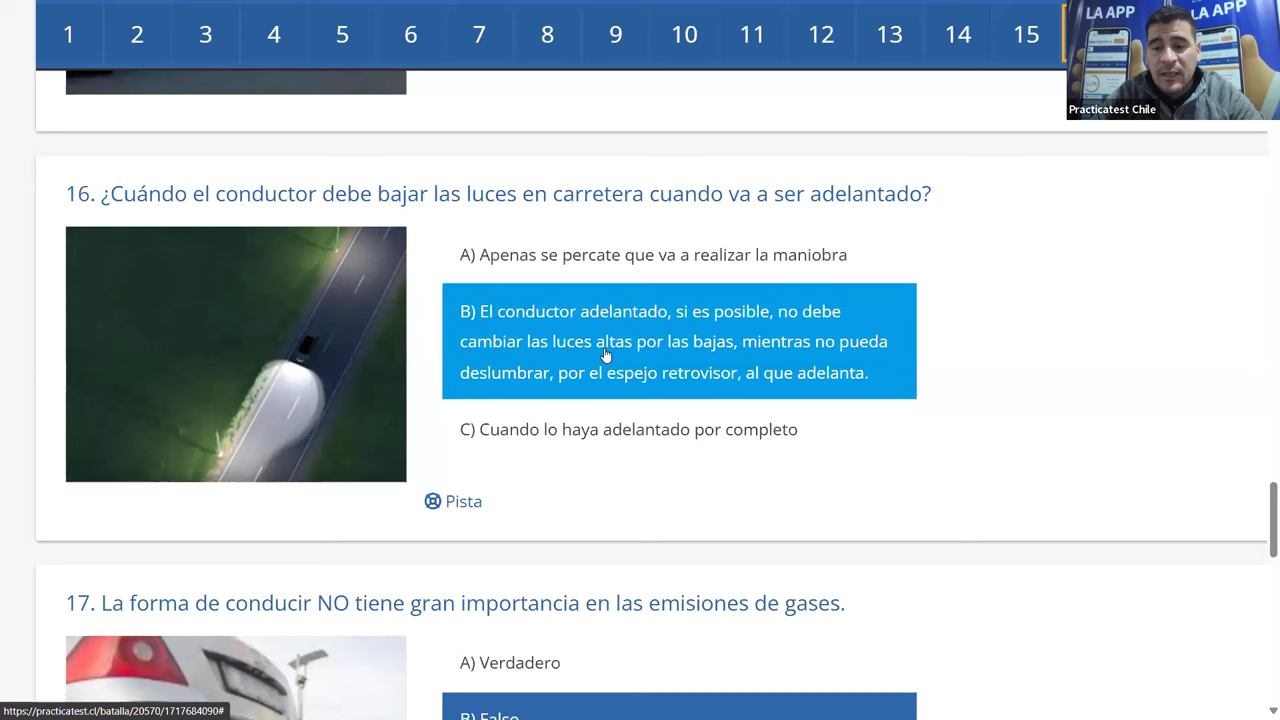 1 2 3 4 5 6 7 8 9 10 11 12 13 14 15
LA APP
LA APP
Practicatest Chile
16. ¿Cuándo el conductor debe bajar las luces en carretera cuando va a ser adelantado?
A) Apenas se percate que va a realizar la maniobra
B) El conductor adelantado, si es posible, no debe
cambiar las luces altas por las bajas, mientras no pueda
deslumbrar, por el espejo retrovisor, al que adelanta.
C) Cuando lo haya adelantado por completo
Pista
17. La forma de conducir NO tiene gran importancia en las emisiones de gases.
A) Verdadero
B) Falso
https://practicatest.cl/batalla/20570/1717684090#